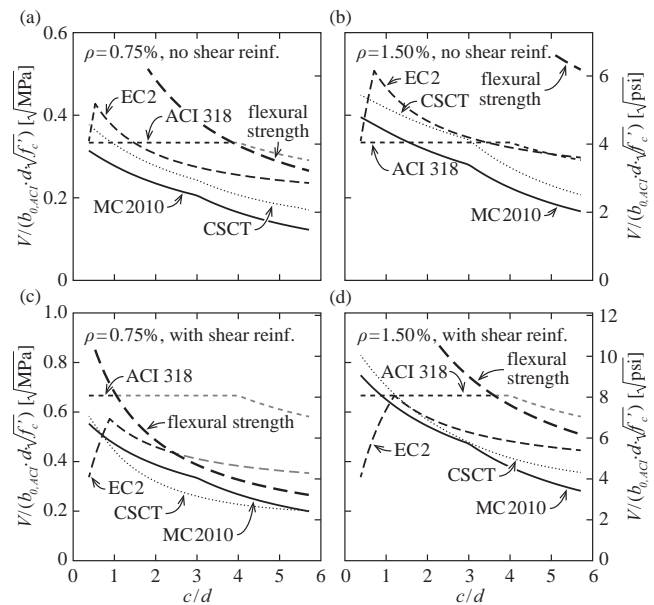 (a)
ρ = 0.75%, no shear reinf.
EC2
ACI 318
flexural
strength
MC2010
CSCT
0.6
0.4
0.2
0
V/(b0,ACI·d·√fc') [√MPa]
(b)
ρ = 1.50%, no shear reinf.
EC2
CSCT
flexural
strength
ACI 318
MC2010
6
4
2
0
V/(b0,ACI·d·√fc') [√psi]
(c)
ρ = 0.75%, with shear reinf.
ACI 318
flexural strength
EC2
CSCT
MC2010
1.0
0.8
0.6
0.4
0.2
0
V/(b0,ACI·d·√fc') [√MPa]
0 1 2 3 4 5 6
c/d
(d)
ρ = 1.50%, with shear reinf.
ACI 318
flexural
strength
EC2
CSCT
MC2010
12
10
8
6
4
2
0
V/(b0,ACI·d·√fc') [√psi]
0 1 2 3 4 5 6
c/d